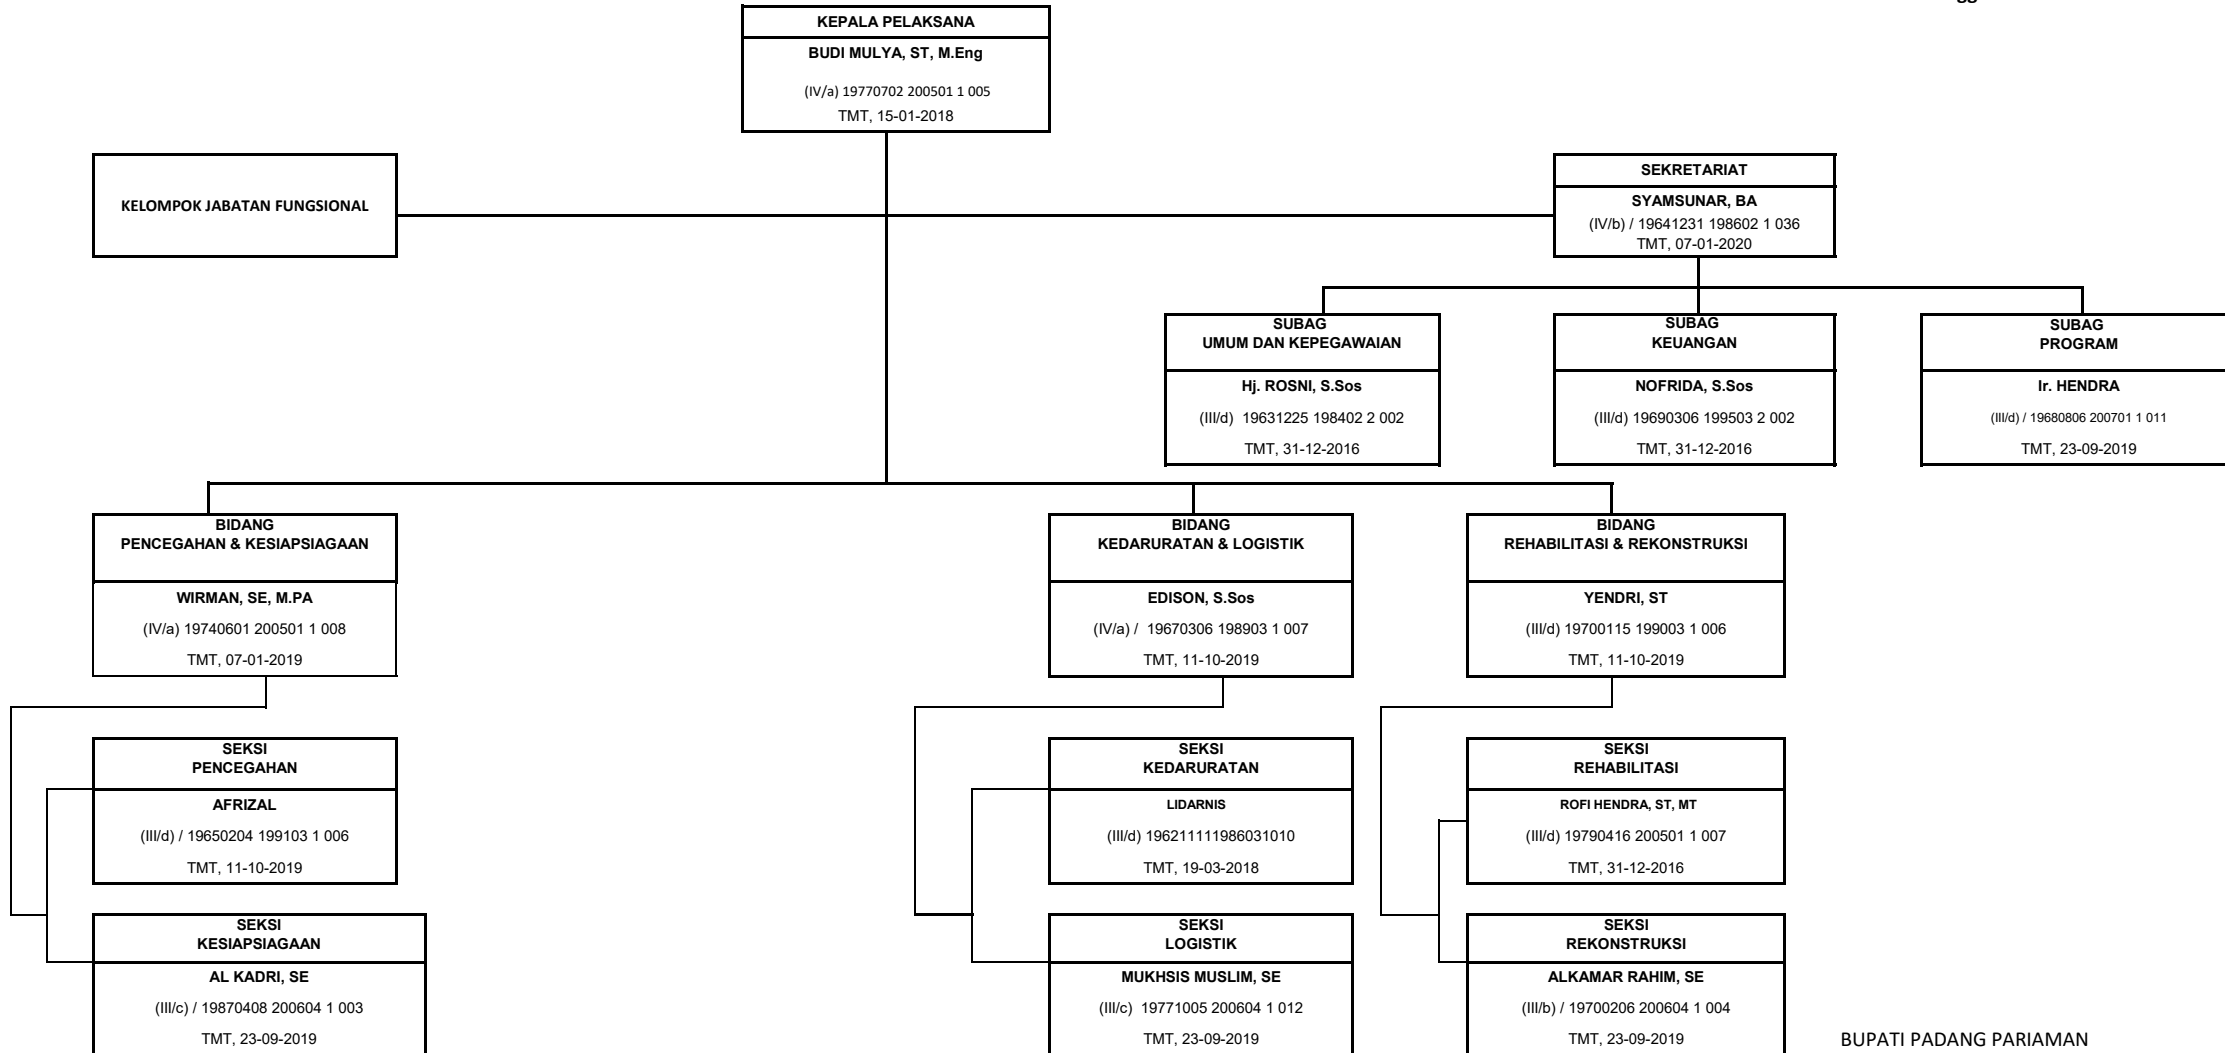 KEPALA PELAKSANA
BUDI MULYA, ST, M.Eng
(IV/a) 19770702 200501 1 005
TMT, 15-01-2018
KELOMPOK JABATAN FUNGSIONAL
SEKRETARIAT
SYAMSUNAR, BA
(IV/b) / 19641231 198602 1 036
TMT, 07-01-2020
SUBAG
UMUM DAN KEPEGAWAIAN
Hj. ROSNI, S.Sos
(III/d) 19631225 198402 2 002
TMT, 31-12-2016
SUBAG
KEUANGAN
NOFRIDA, S.Sos
(III/d) 19690306 199503 2 002
TMT, 31-12-2016
SUBAG
PROGRAM
Ir. HENDRA
(III/d) / 19680806 200701 1 011
TMT, 23-09-2019
BIDANG
PENCEGAHAN & KESIAPSIAGAAN
WIRMAN, SE, M.PA
(IV/a) 19740601 200501 1 008
TMT, 07-01-2019
BIDANG
KEDARURATAN & LOGISTIK
EDISON, S.Sos
(IV/a) / 19670306 198903 1 007
TMT, 11-10-2019
BIDANG
REHABILITASI & REKONSTRUKSI
YENDRI, ST
(III/d) 19700115 199003 1 006
TMT, 11-10-2019
SEKSI
PENCEGAHAN
AFRIZAL
(III/d) / 19650204 199103 1 006
TMT, 11-10-2019
SEKSI
KEDARURATAN
LIDARNIS
(III/d) 196211111986031010
TMT, 19-03-2018
SEKSI
REHABILITASI
ROFI HENDRA, ST, MT
(III/d) 19790416 200501 1 007
TMT, 31-12-2016
SEKSI
KESIAPSIAGAAN
AL KADRI, SE
(III/c) / 19870408 200604 1 003
TMT, 23-09-2019
SEKSI
LOGISTIK
MUKHSIS MUSLIM, SE
(III/c) 19771005 200604 1 012
TMT, 23-09-2019
SEKSI
REKONSTRUKSI
ALKAMAR RAHIM, SE
(III/b) / 19700206 200604 1 004
TMT, 23-09-2019
BUPATI PADANG PARIAMAN